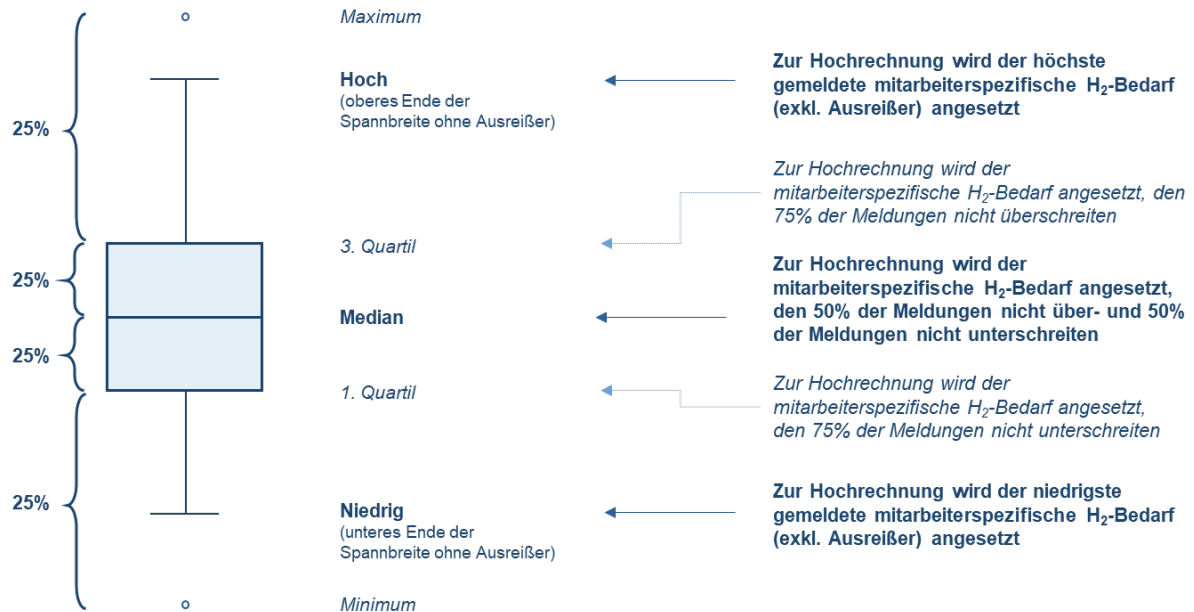 Maximum
Hoch
(oberes Ende der
Spannbreite ohne Ausreißer)
Zur Hochrechnung wird der höchste
gemeldete mitarbeiterspezifische H₂-Bedarf
(exkl. Ausreißer) angesetzt
25%
Zur Hochrechnung wird der
mitarbeiterspezifische H₂-Bedarf angesetzt, den
75% der Meldungen nicht überschreiten
3. Quartil
25%
Zur Hochrechnung wird der
mitarbeiterspezifische H₂-Bedarf angesetzt,
den 50% der Meldungen nicht über- und 50%
der Meldungen nicht unterschreiten
Median
25%
1. Quartil
Zur Hochrechnung wird der
mitarbeiterspezifische H₂-Bedarf angesetzt,
den 75% der Meldungen nicht unterschreiten
25%
Niedrig
(unteres Ende der
Spannbreite ohne Ausreißer)
Zur Hochrechnung wird der niedrigste
gemeldete mitarbeiterspezifische H₂-Bedarf
(exkl. Ausreißer) angesetzt
Minimum